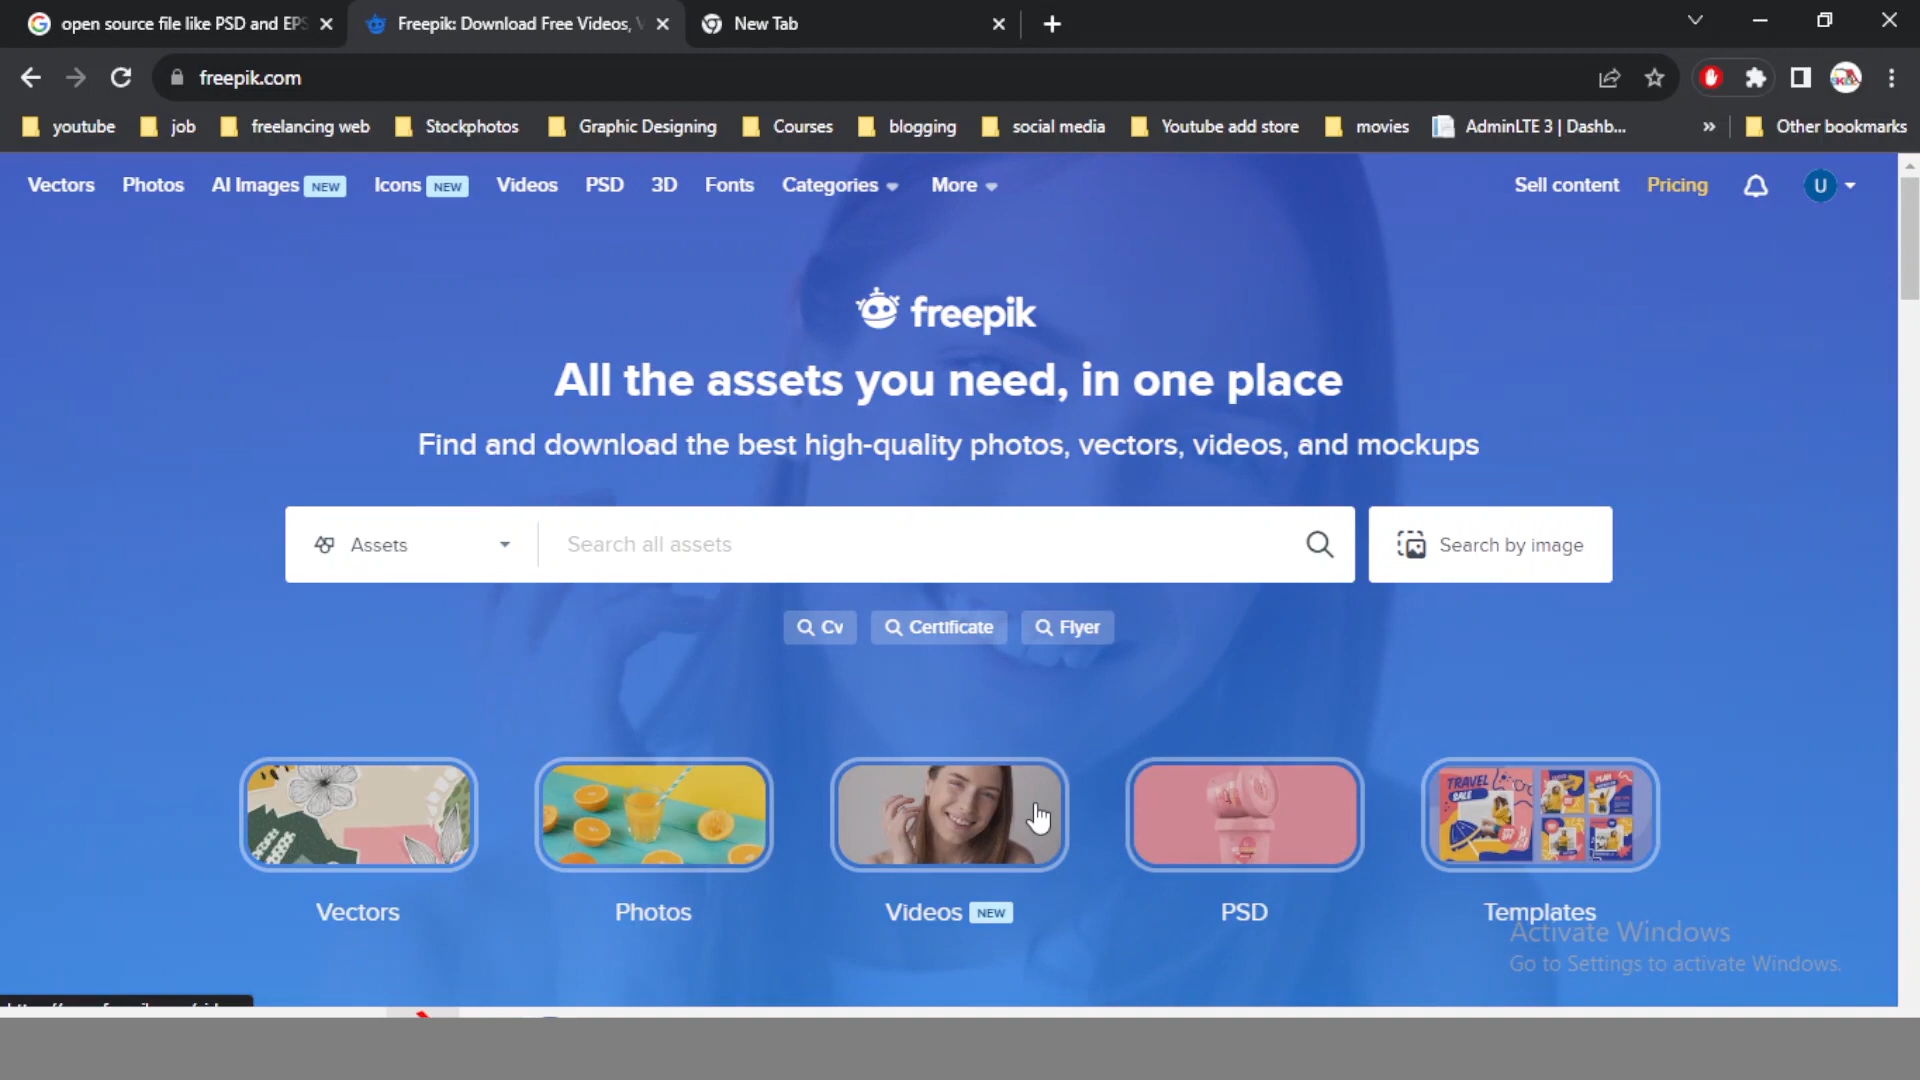 open source file like PSD and EPS
Freepik: Download Free Videos, V
New Tab
freepik.com
youtube
job
freelancing web
Stockphotos
Graphic Designing
Courses
blogging
social media
Youtube add store
movies
AdminLTE 3 | Dashb...
»
Other bookmarks
Vectors
Photos
AI Images NEW
Icons NEW
Videos
PSD
3D
Fonts
Categories
More
Sell content
Pricing
U
freepik
All the assets you need, in one place
Find and download the best high-quality photos, vectors, videos, and mockups
Assets
Search all assets
Search by image
Cv
Certificate
Flyer
TRAVEL
SALE
Vectors
Photos
Videos NEW
PSD
Templates
Activate Windows
Go to Settings to activate Windows.